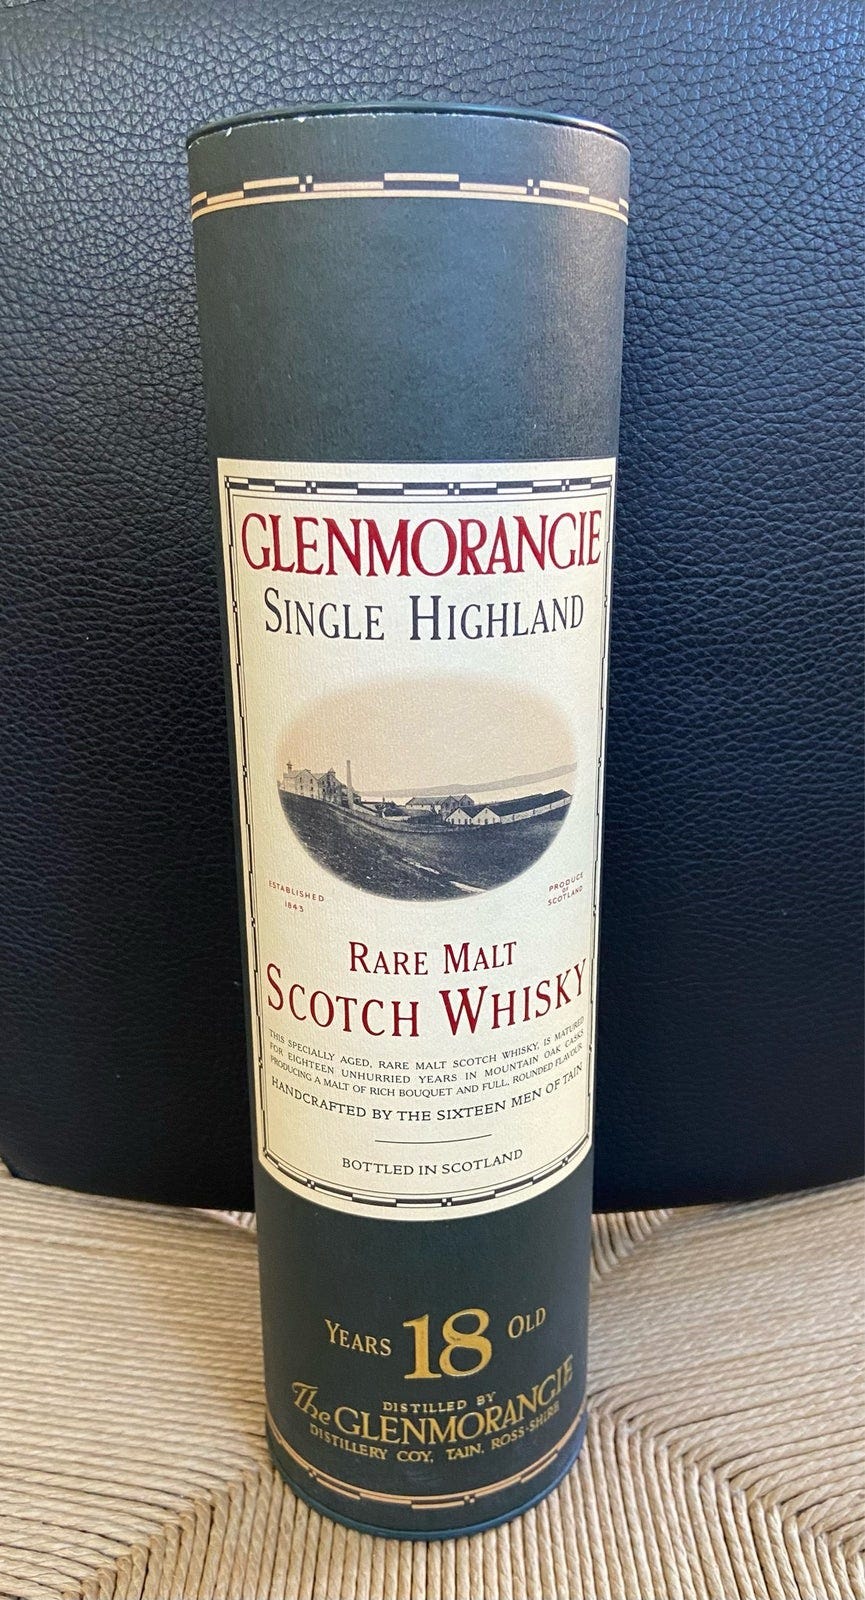 GLENMORANGIE
SINGLE HIGHLAND
ESTABLISHED
1843
PRODUCE
OF
SCOTLAND
RARE MALT
SCOTCH WHISKY
THIS SPECIALLY AGED, RARE MALT SCOTCH WHISKY, IS MATURED
FOR EIGHTEEN UNHURRIED YEARS IN MOUNTAIN OAK CASKS
PRODUCING A MALT OF RICH BOUQUET AND FULL, ROUNDED FLAVOUR
HANDCRAFTED BY THE SIXTEEN MEN OF TAIN
BOTTLED IN SCOTLAND
YEARS 18 OLD
DISTILLED BY
The GLENMORANGIE
DISTILLERY COY, TAIN, ROSS-SHIRE